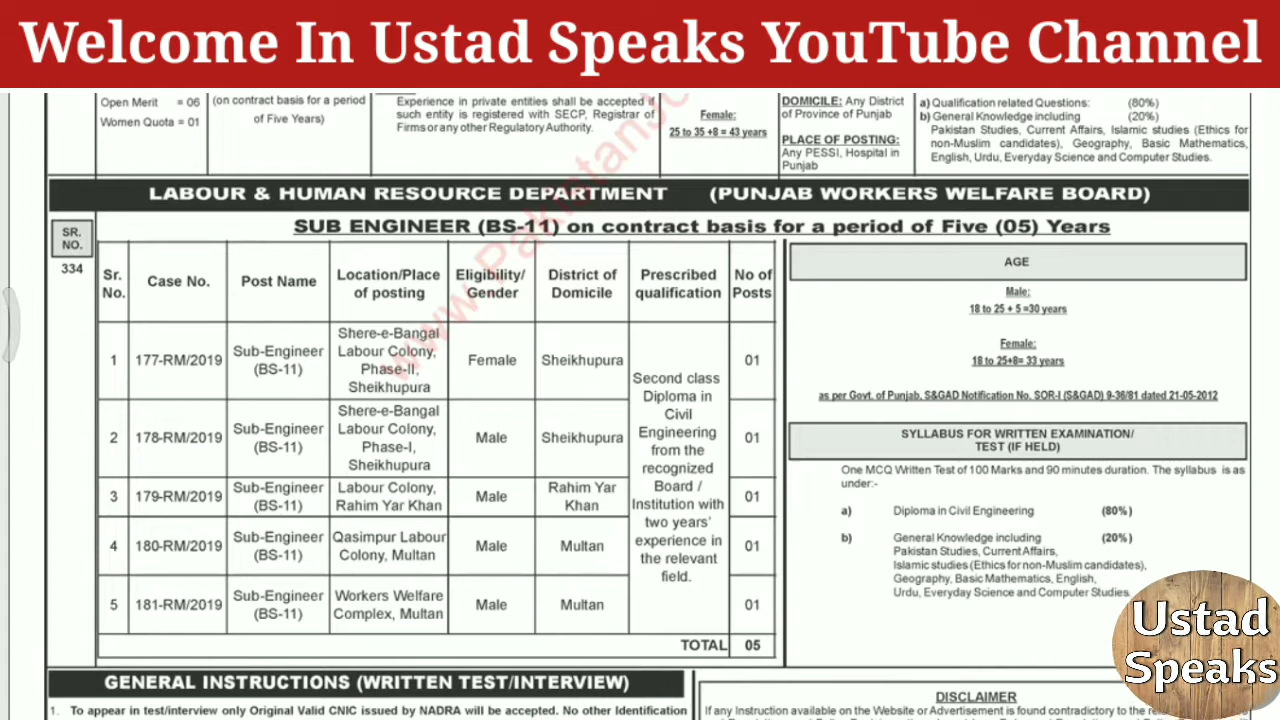 Welcome In Ustad Speaks YouTube Channel
Open Merit = 06
Women Quota = 01
(on contract basis for a period
of Five Years)
Experience in private entities shall be accepted if
such entity is registered with SECP, Registrar of
Firms or any other Regulatory Authority.
Female:
25 to 35 +8 = 43 years
DOMICILE: Any District
of Province of Punjab
PLACE OF POSTING:
Any PESSI, Hospital in
Punjab
a) Qualification related Questions: (80%)
b) General Knowledge including (20%)
Pakistan Studies, Current Affairs, Islamic studies (Ethics for
non-Muslim candidates), Geography, Basic Mathematics,
English, Urdu, Everyday Science and Computer Studies.
LABOUR & HUMAN RESOURCE DEPARTMENT (PUNJAB WORKERS WELFARE BOARD)
SR.
NO.
334
SUB ENGINEER (BS-11) on contract basis for a period of Five (05) Years
Sr.
No.
Case No.
Post Name
Location/Place
of posting
Eligibility/
Gender
District of
Domicile
Prescribed
qualification
No of
Posts
1
177-RM/2019
Sub-Engineer
(BS-11)
Shere-e-Bangal
Labour Colony,
Phase-II,
Sheikhupura
Female
Sheikhupura
01
2
178-RM/2019
Sub-Engineer
(BS-11)
Shere-e-Bangal
Labour Colony,
Phase-I,
Sheikhupura
Male
Sheikhupura
01
3
179-RM/2019
Sub-Engineer
(BS-11)
Labour Colony,
Rahim Yar Khan
Male
Rahim Yar
Khan
01
4
180-RM/2019
Sub-Engineer
(BS-11)
Qasimpur Labour
Colony, Multan
Male
Multan
01
5
181-RM/2019
Sub-Engineer
(BS-11)
Workers Welfare
Complex, Multan
Male
Multan
01
Second class
Diploma in
Civil
Engineering
from the
recognized
Board /
Institution with
two years'
experience in
the relevant
field.
TOTAL 05
AGE
Male:
18 to 25 + 5 =30 years
Female:
18 to 25+8= 33 years
as per Govt. of Punjab, S&GAD Notification No. SOR-I (S&GAD) 9-36/81 dated 21-05-2012
SYLLABUS FOR WRITTEN EXAMINATION/
TEST (IF HELD)
One MCQ Written Test of 100 Marks and 90 minutes duration. The syllabus is as
under:-
a) Diploma in Civil Engineering (80%)
b) General Knowledge including (20%)
Pakistan Studies, Current Affairs,
Islamic studies (Ethics for non-Muslim candidates),
Geography, Basic Mathematics, English,
Urdu, Everyday Science and Computer Studies.
Ustad
Speaks
GENERAL INSTRUCTIONS (WRITTEN TEST/INTERVIEW)
1. To appear in test/interview only Original Valid CNIC issued by NADRA will be accepted. No other Identification
DISCLAIMER
If any Instruction available on the Website or Advertisement is found contradictory to the